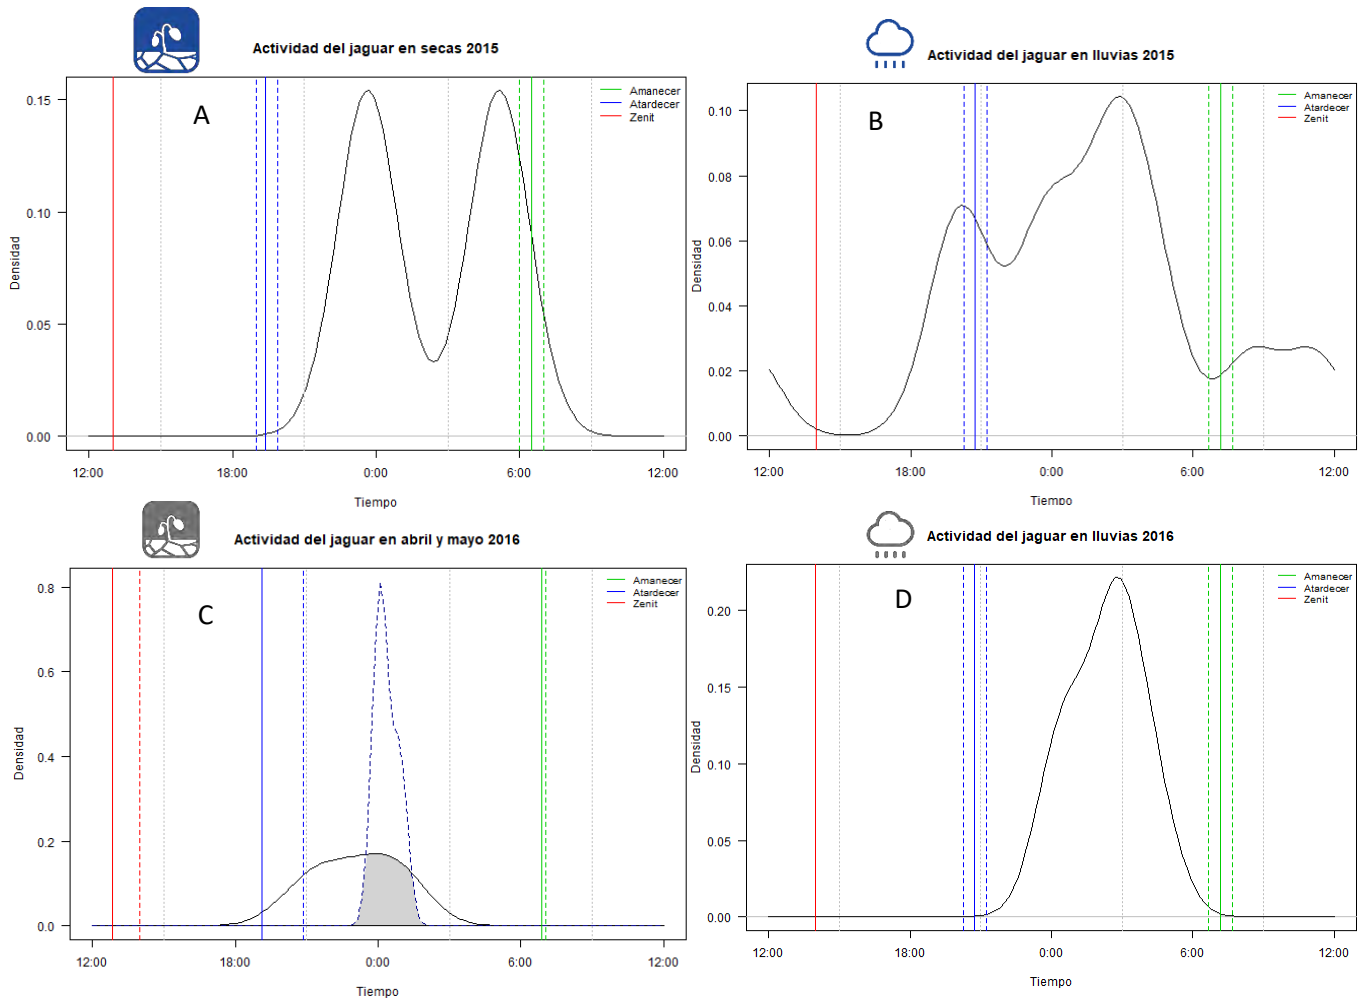 Actividad del jaguar en secas 2015
A
Amanecer
Atardecer
Zenit
Densidad
0.15
0.10
0.05
0.00
12:00 18:00 0:00 6:00 12:00
Tiempo
Actividad del jaguar en lluvias 2015
B
Amanecer
Atardecer
Zenit
Densidad
0.10
0.08
0.06
0.04
0.02
0.00
12:00 18:00 0:00 6:00 12:00
Tiempo
Actividad del jaguar en abril y mayo 2016
C
Amanecer
Atardecer
Zenit
Densidad
0.8
0.6
0.4
0.2
0.0
12:00 18:00 0:00 6:00 12:00
Tiempo
Actividad del jaguar en lluvias 2016
D
Amanecer
Atardecer
Zenit
Densidad
0.20
0.15
0.10
0.05
0.00
12:00 18:00 0:00 6:00 12:00
Tiempo